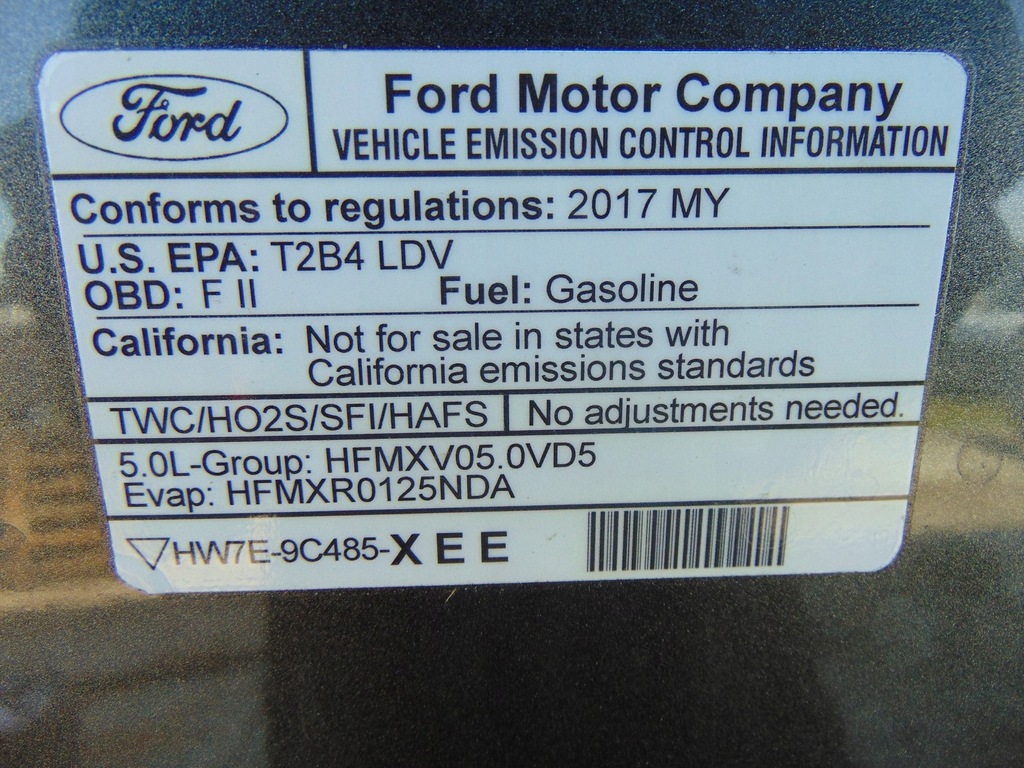 Ford
Ford Motor Company
VEHICLE EMISSION CONTROL INFORMATION
Conforms to regulations: 2017 MY
U.S. EPA: T2B4 LDV
OBD: F II Fuel: Gasoline
California: Not for sale in states with
California emissions standards
TWC/HO2S/SFI/HAFS No adjustments needed.
5.0L-Group: HFMXV05.0VD5
Evap: HFMXR0125NDA
HW7E-9C485-XEE